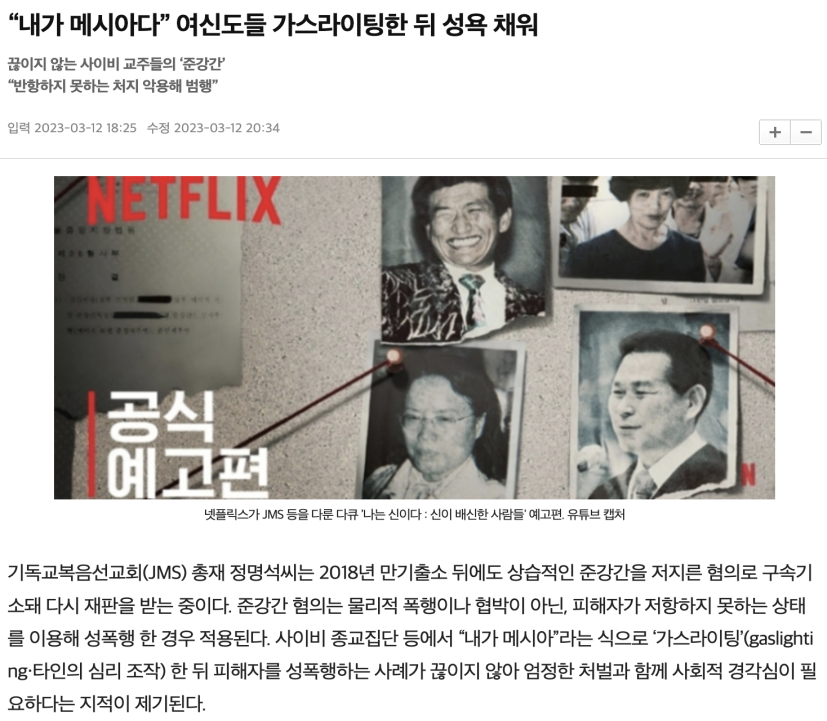 “내가 메시아다” 여신도들 가스라이팅한 뒤 성욕 채워
끊이지 않는 사이비 교주들의 ‘준강간’
“반항하지 못하는 처지 악용해 범행”
입력 2023-03-12 18:25 수정 2023-03-12 20:34
+ −
NETFLIX
공식
예고편
N
넷플릭스가 JMS 등을 다룬 다큐 '나는 신이다 : 신이 배신한 사람들' 예고편. 유튜브 캡처
기독교복음선교회(JMS) 총재 정명석씨는 2018년 만기출소 뒤에도 상습적인 준강간을 저지른 혐의로 구속기
소돼 다시 재판을 받는 중이다. 준강간 혐의는 물리적 폭행이나 협박이 아닌, 피해자가 저항하지 못하는 상태
를 이용해 성폭행 한 경우 적용된다. 사이비 종교집단 등에서 “내가 메시아”라는 식으로 ‘가스라이팅’(gaslighti
ng·타인의 심리 조작) 한 뒤 피해자를 성폭행하는 사례가 끊이지 않아 엄정한 처벌과 함께 사회적 경각심이 필
요하다는 지적이 제기된다.